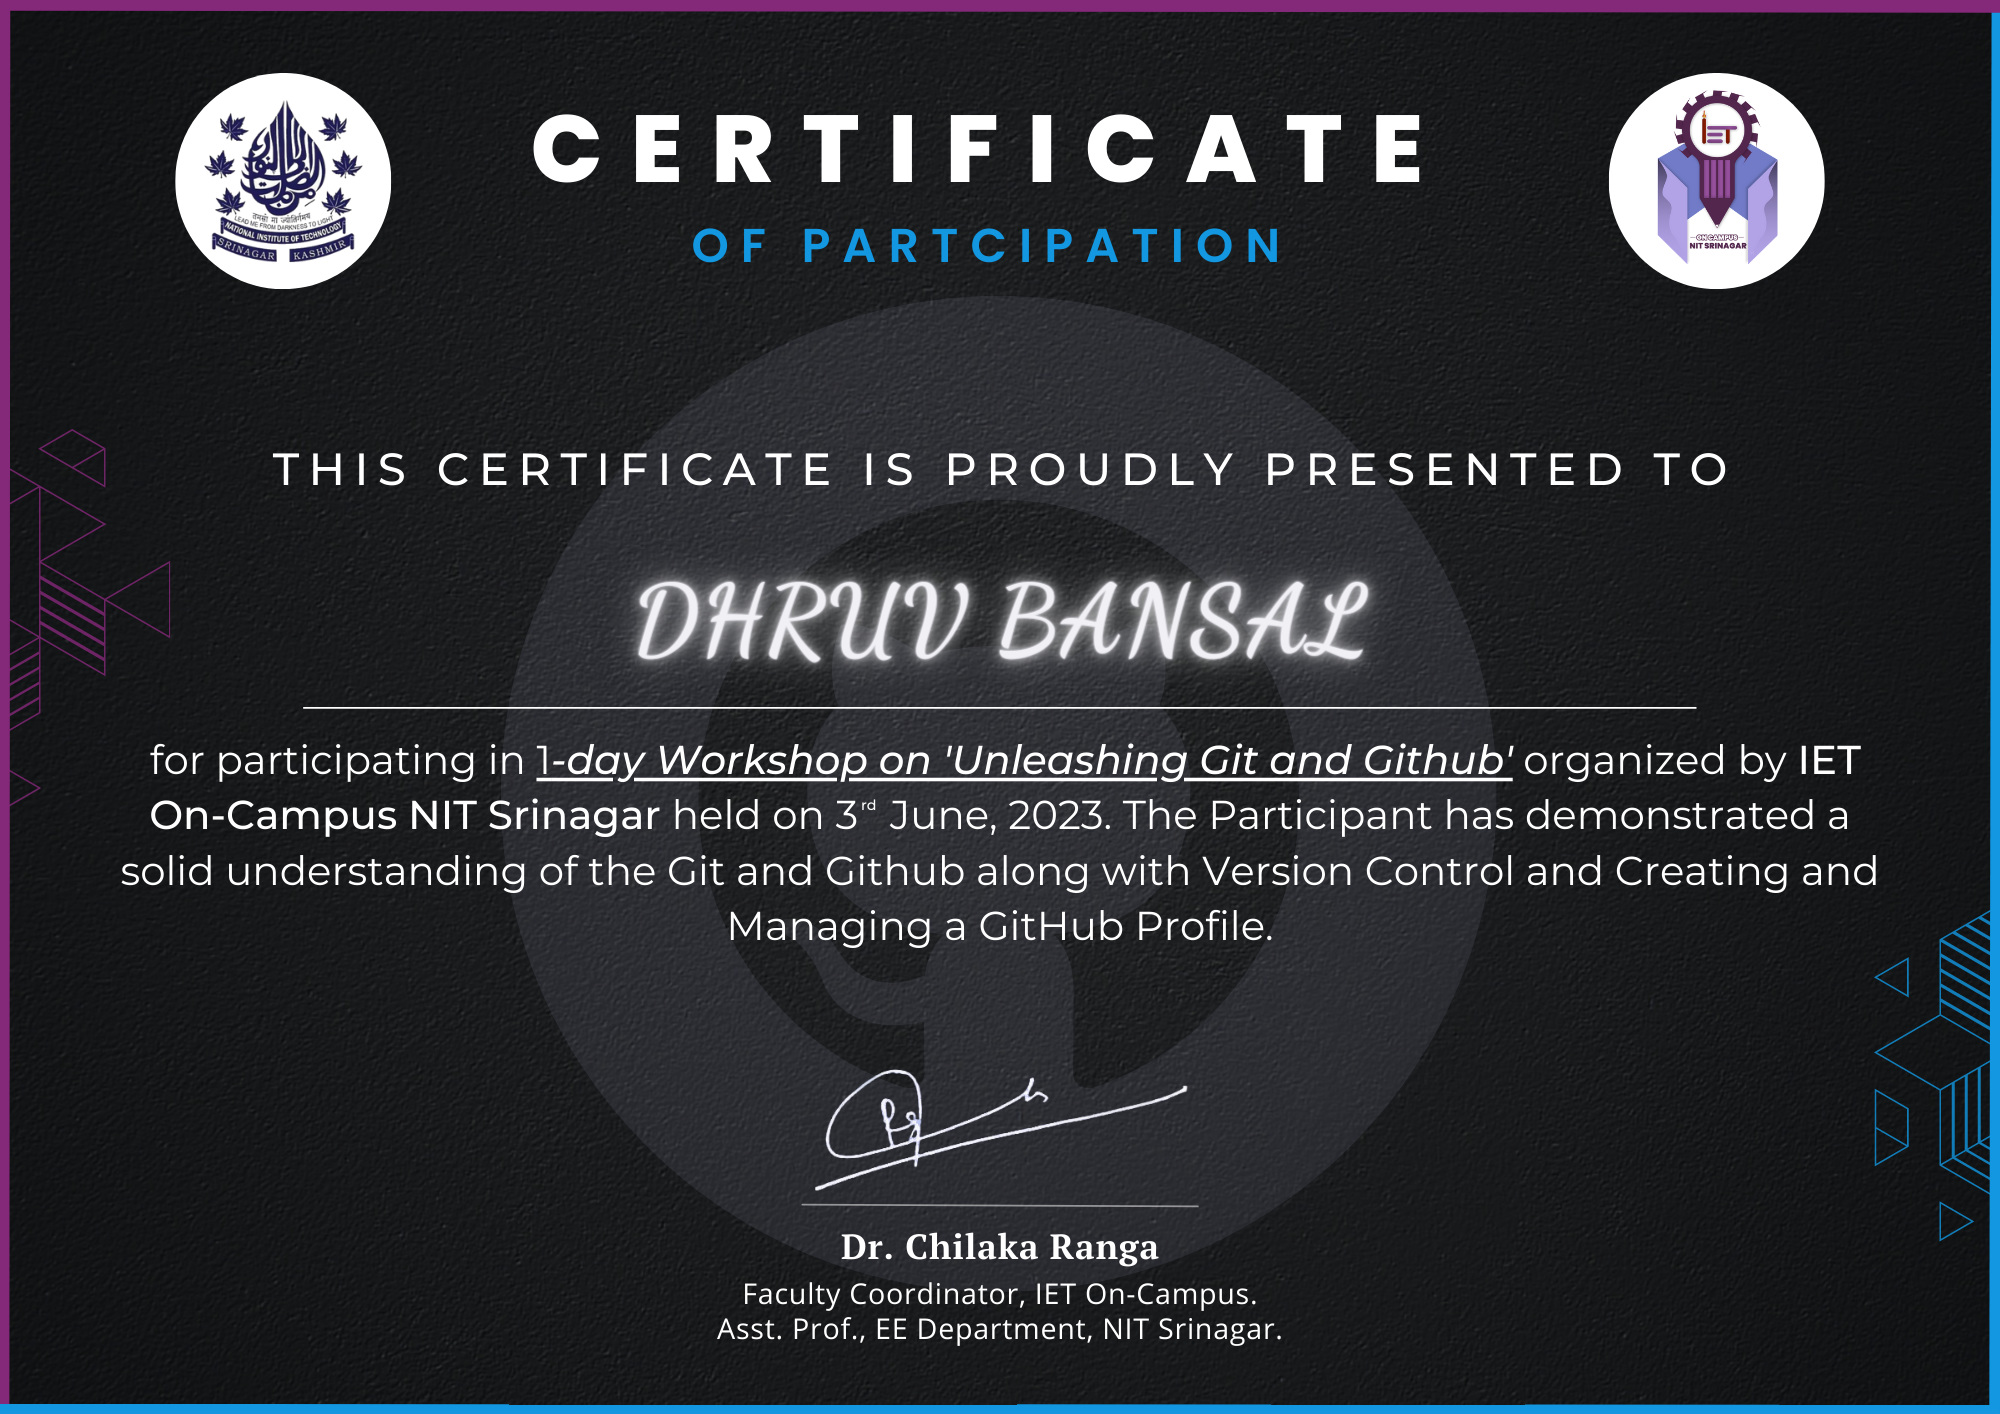 तमसो मा ज्योतिर्गमय
LEAD ME FROM DARKNESS TO LIGHT
NATIONAL INSTITUTE OF TECHNOLOGY
SRINAGAR KASHMIR
CERTIFICATE
OF PARTCIPATION
IET
ON CAMPUS
NIT SRINAGAR
THIS CERTIFICATE IS PROUDLY PRESENTED TO
DHRUV BANSAL
for participating in 1-day Workshop on 'Unleashing Git and Github' organized by IET
On-Campus NIT Srinagar held on 3rd June, 2023. The Participant has demonstrated a
solid understanding of the Git and Github along with Version Control and Creating and
Managing a GitHub Profile.
Dr. Chilaka Ranga
Faculty Coordinator, IET On-Campus.
Asst. Prof., EE Department, NIT Srinagar.